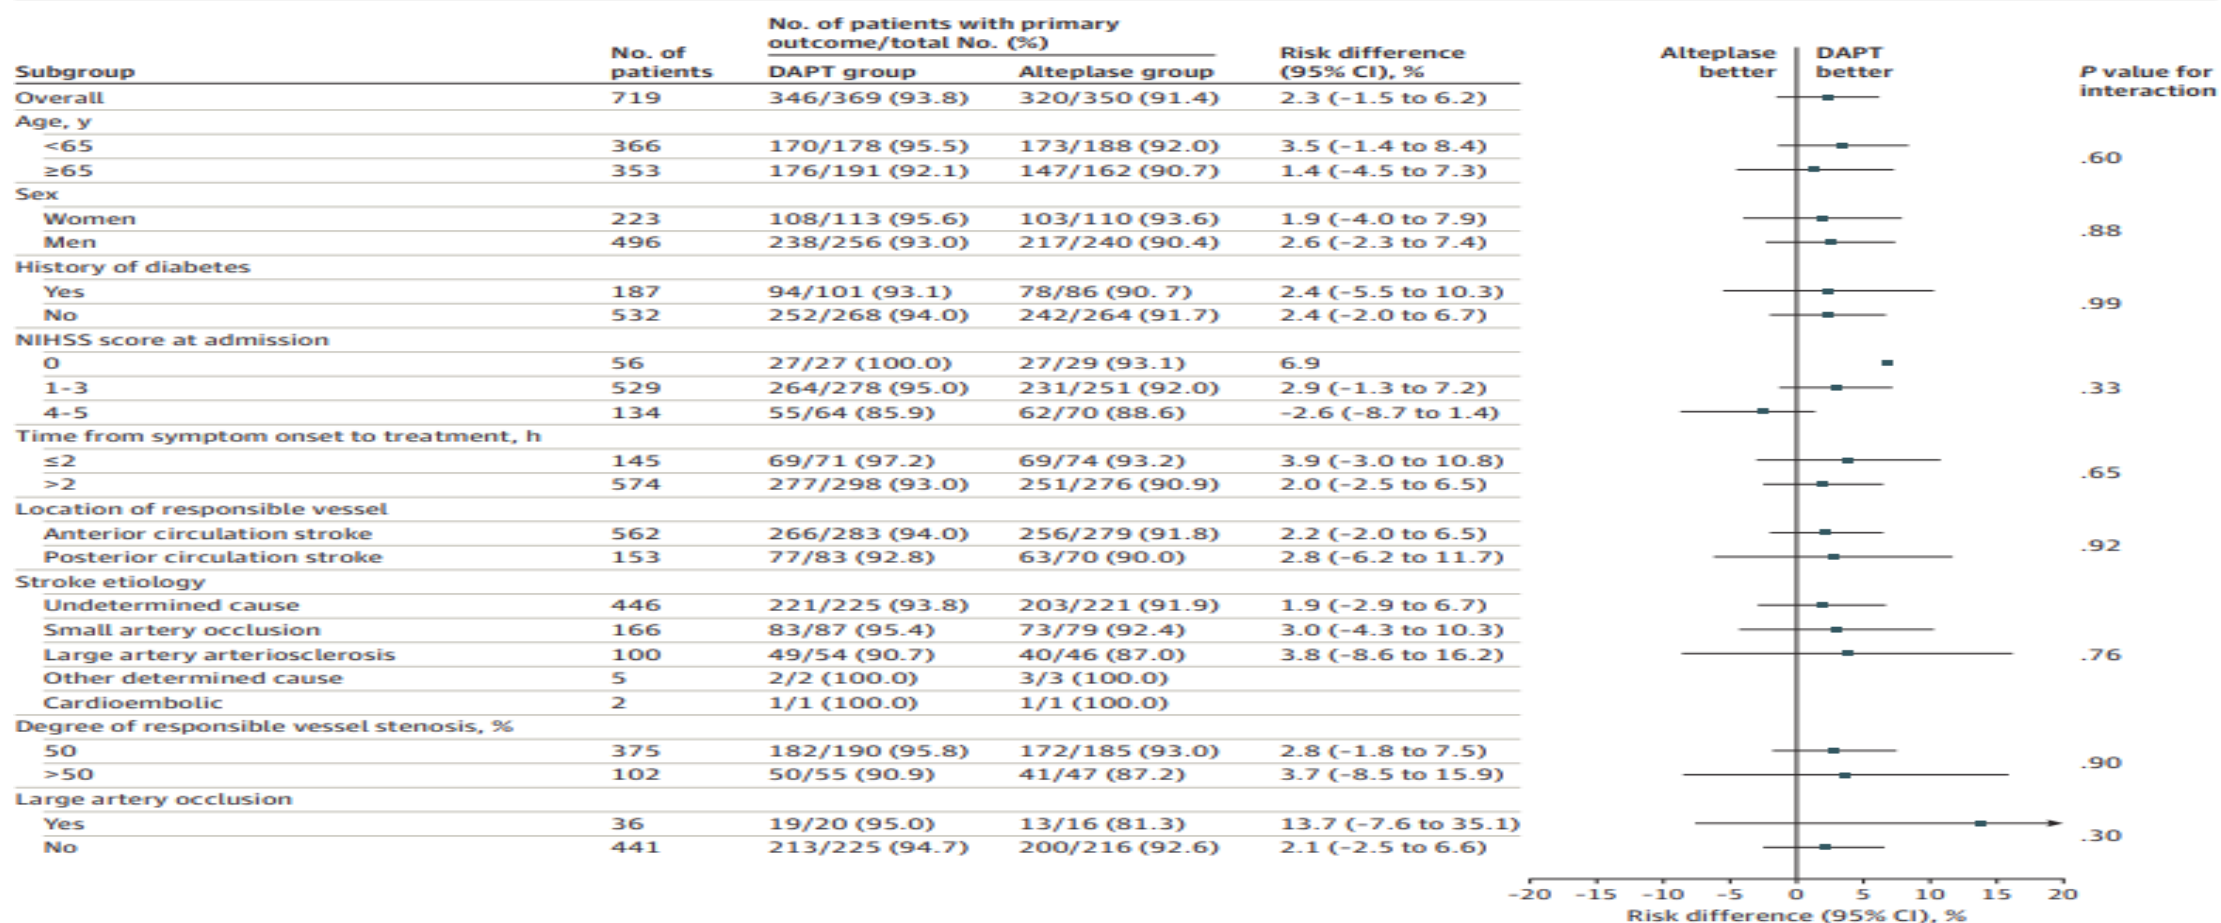 No. of patients with primary
outcome/total No. (%)
Subgroup No. of patients DAPT group Alteplase group Risk difference (95% CI), % Alteplase better DAPT better P value for interaction
Overall 719 346/369 (93.8) 320/350 (91.4) 2.3 (-1.5 to 6.2)
Age, y
<65 366 170/178 (95.5) 173/188 (92.0) 3.5 (-1.4 to 8.4)
.60
≥65 353 176/191 (92.1) 147/162 (90.7) 1.4 (-4.5 to 7.3)
Sex
Women 223 108/113 (95.6) 103/110 (93.6) 1.9 (-4.0 to 7.9)
.88
Men 496 238/256 (93.0) 217/240 (90.4) 2.6 (-2.3 to 7.4)
History of diabetes
Yes 187 94/101 (93.1) 78/86 (90. 7) 2.4 (-5.5 to 10.3)
.99
No 532 252/268 (94.0) 242/264 (91.7) 2.4 (-2.0 to 6.7)
NIHSS score at admission
0 56 27/27 (100.0) 27/29 (93.1) 6.9
1-3 529 264/278 (95.0) 231/251 (92.0) 2.9 (-1.3 to 7.2) .33
4-5 134 55/64 (85.9) 62/70 (88.6) -2.6 (-8.7 to 1.4)
Time from symptom onset to treatment, h
≤2 145 69/71 (97.2) 69/74 (93.2) 3.9 (-3.0 to 10.8)
.65
>2 574 277/298 (93.0) 251/276 (90.9) 2.0 (-2.5 to 6.5)
Location of responsible vessel
Anterior circulation stroke 562 266/283 (94.0) 256/279 (91.8) 2.2 (-2.0 to 6.5)
.92
Posterior circulation stroke 153 77/83 (92.8) 63/70 (90.0) 2.8 (-6.2 to 11.7)
Stroke etiology
Undetermined cause 446 221/225 (93.8) 203/221 (91.9) 1.9 (-2.9 to 6.7)
Small artery occlusion 166 83/87 (95.4) 73/79 (92.4) 3.0 (-4.3 to 10.3)
Large artery arteriosclerosis 100 49/54 (90.7) 40/46 (87.0) 3.8 (-8.6 to 16.2) .76
Other determined cause 5 2/2 (100.0) 3/3 (100.0)
Cardioembolic 2 1/1 (100.0) 1/1 (100.0)
Degree of responsible vessel stenosis, %
50 375 182/190 (95.8) 172/185 (93.0) 2.8 (-1.8 to 7.5)
.90
>50 102 50/55 (90.9) 41/47 (87.2) 3.7 (-8.5 to 15.9)
Large artery occlusion
Yes 36 19/20 (95.0) 13/16 (81.3) 13.7 (-7.6 to 35.1)
.30
No 441 213/225 (94.7) 200/216 (92.6) 2.1 (-2.5 to 6.6)
-20 -15 -10 -5 0 5 10 15 20
Risk difference (95% CI), %